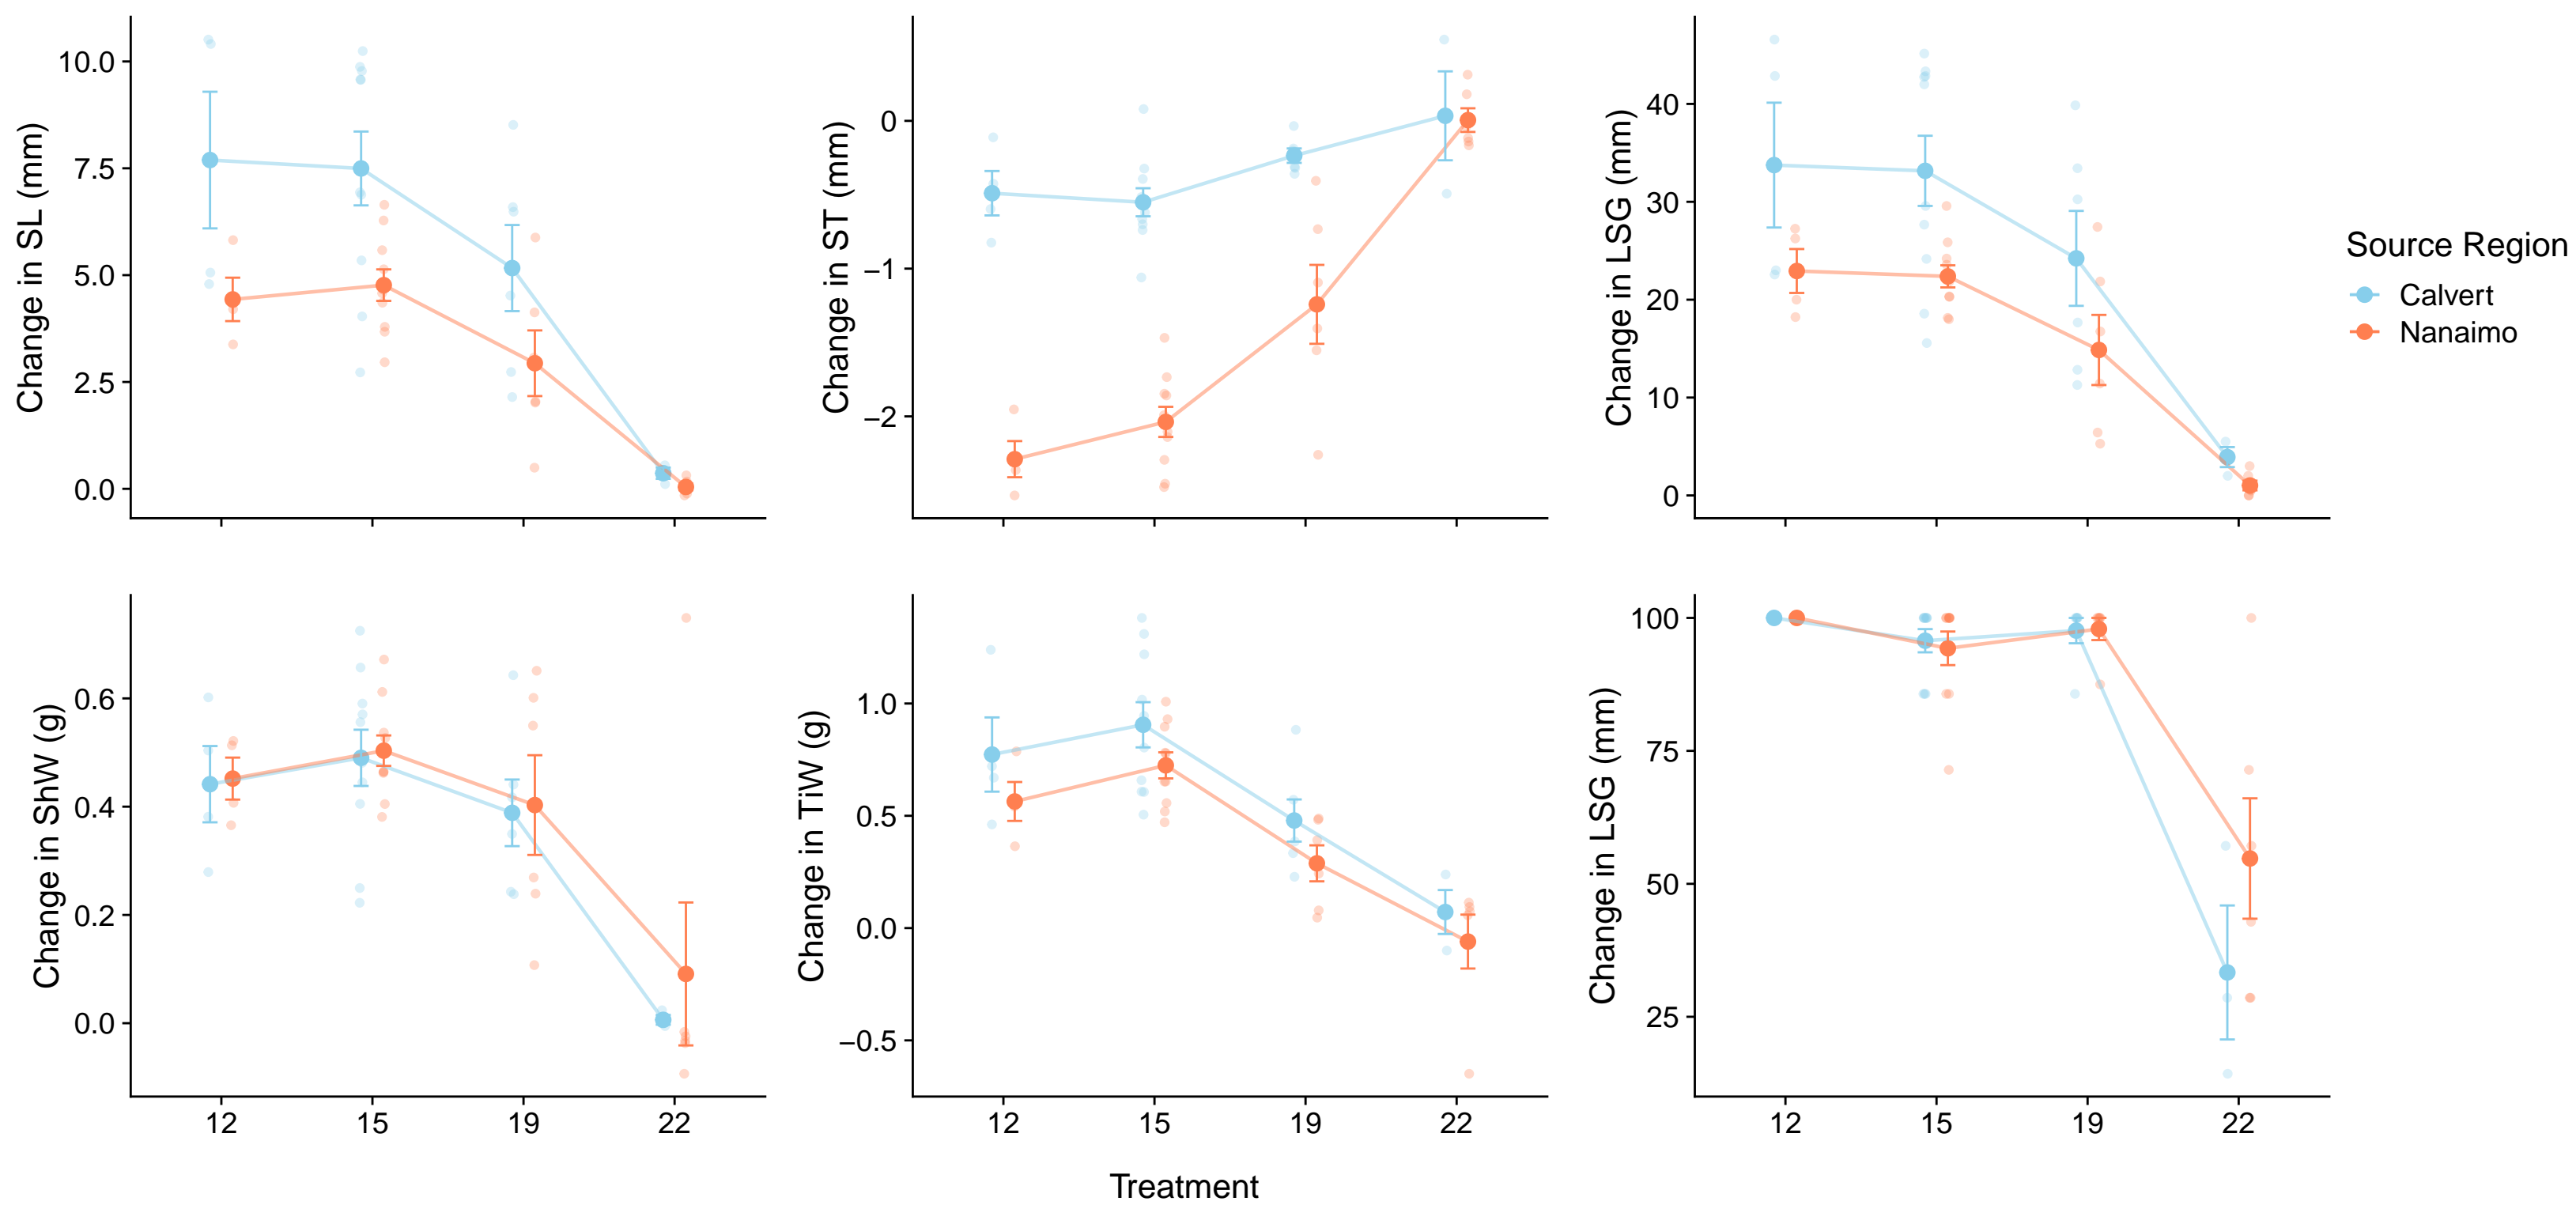 Change in SL (mm)
10.0
7.5
5.0
2.5
0.0
Change in ST (mm)
0
−1
−2
Change in LSG (mm)
40
30
20
10
0
Source Region
Calvert
Nanaimo
Change in ShW (g)
0.6
0.4
0.2
0.0
12 15 19 22
Change in TiW (g)
1.0
0.5
0.0
−0.5
12 15 19 22
Change in LSG (mm)
100
75
50
25
12 15 19 22
Treatment